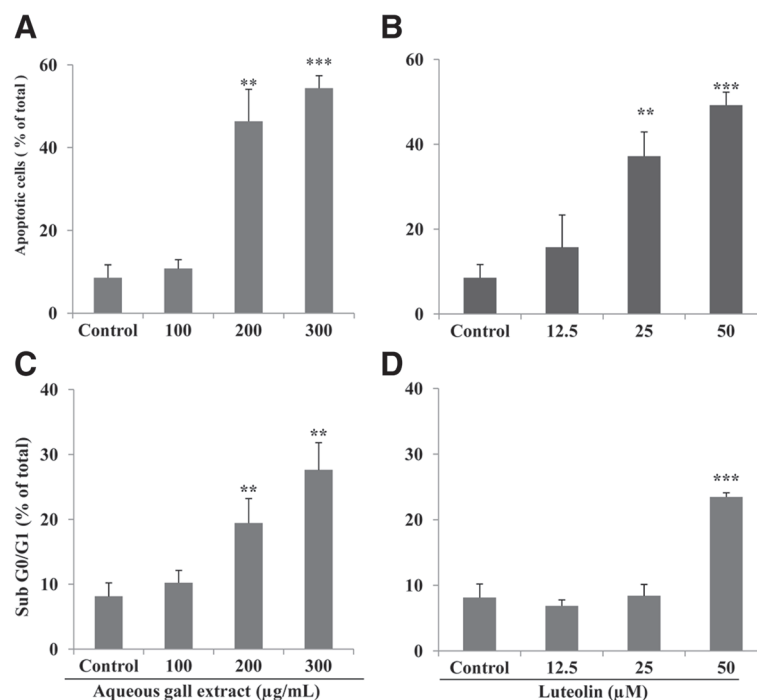 A
B
Apoptotic cells ( % of total )
60
40
20
0
**
***
Control 100 200 300
60
40
20
0
**
***
Control 12.5 25 50
C
D
Sub G0/G1 (% of total)
40
30
20
10
0
**
**
Control 100 200 300
Aqueous gall extract (µg/mL)
40
30
20
10
0
***
Control 12.5 25 50
Luteolin (µM)